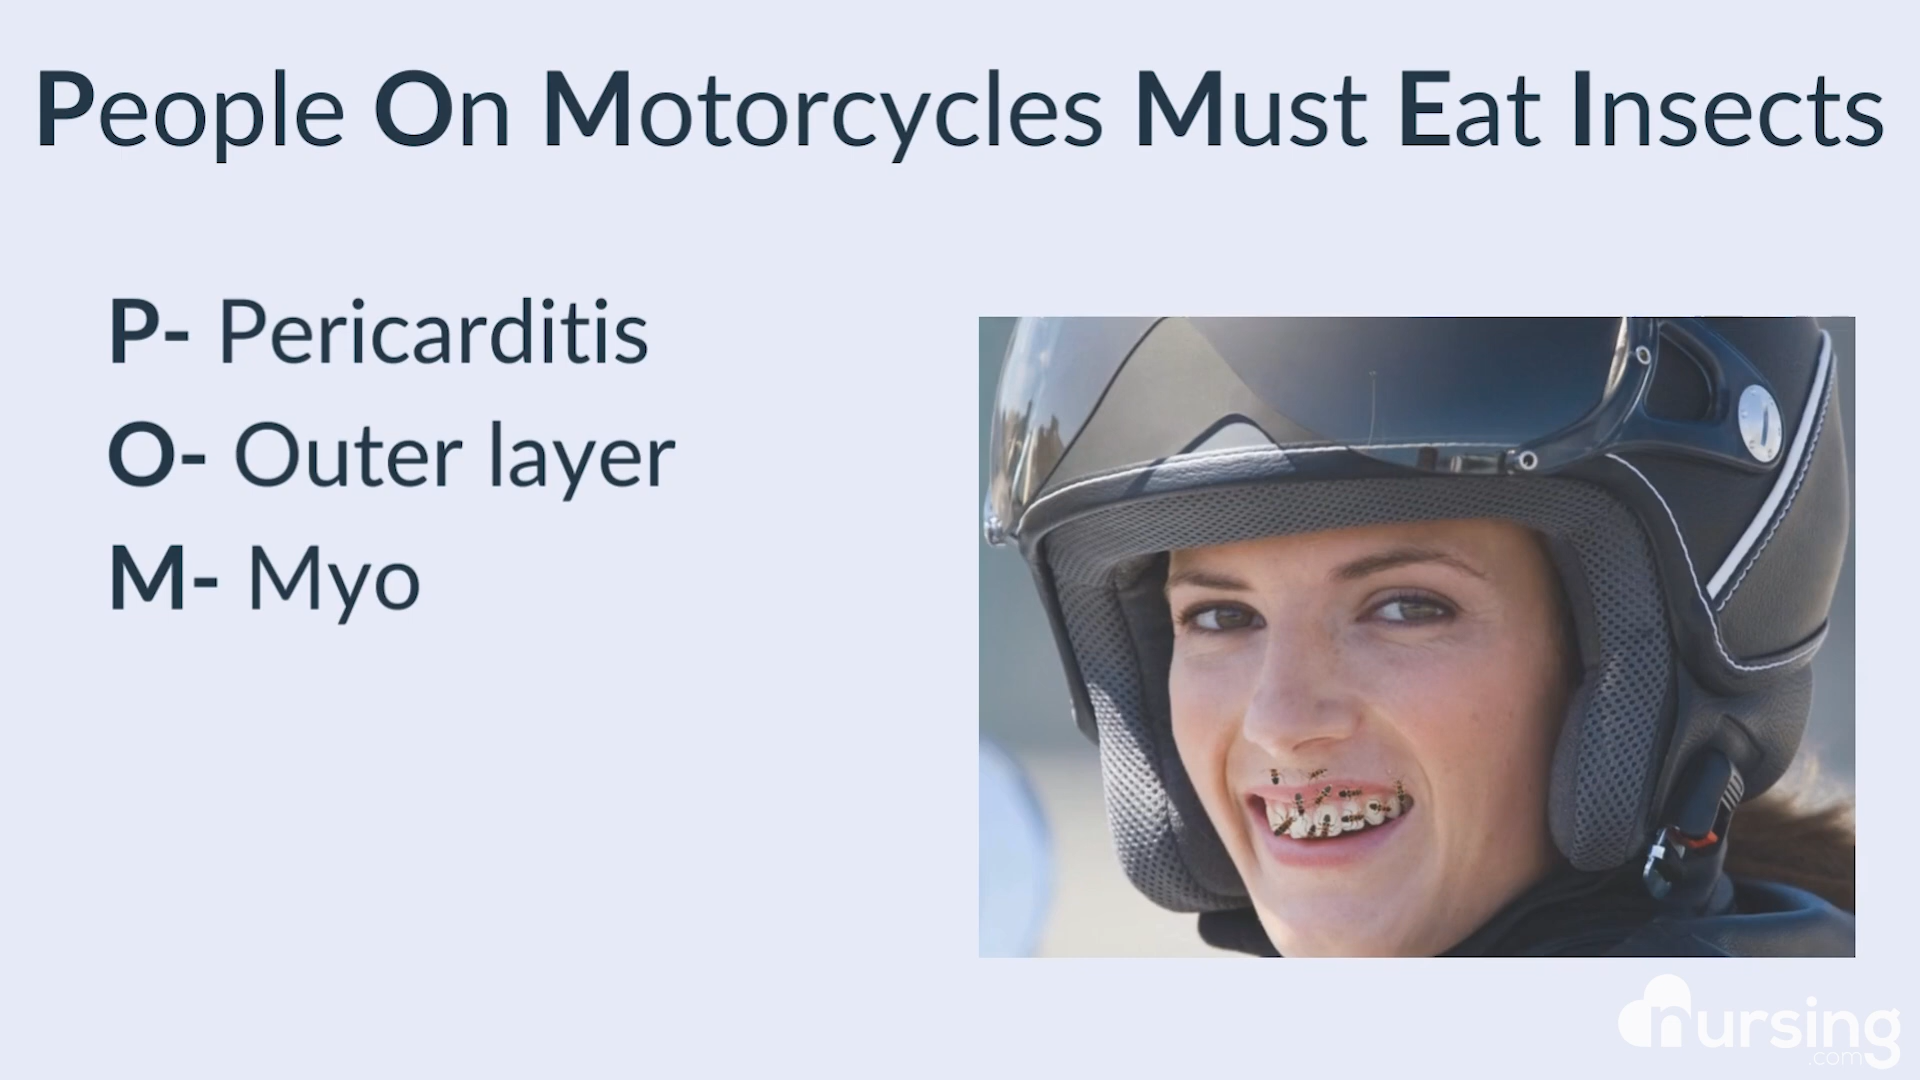 People On Motorcycles Must Eat Insects
P- Pericarditis
O- Outer layer
M- Myo
nursing
.com